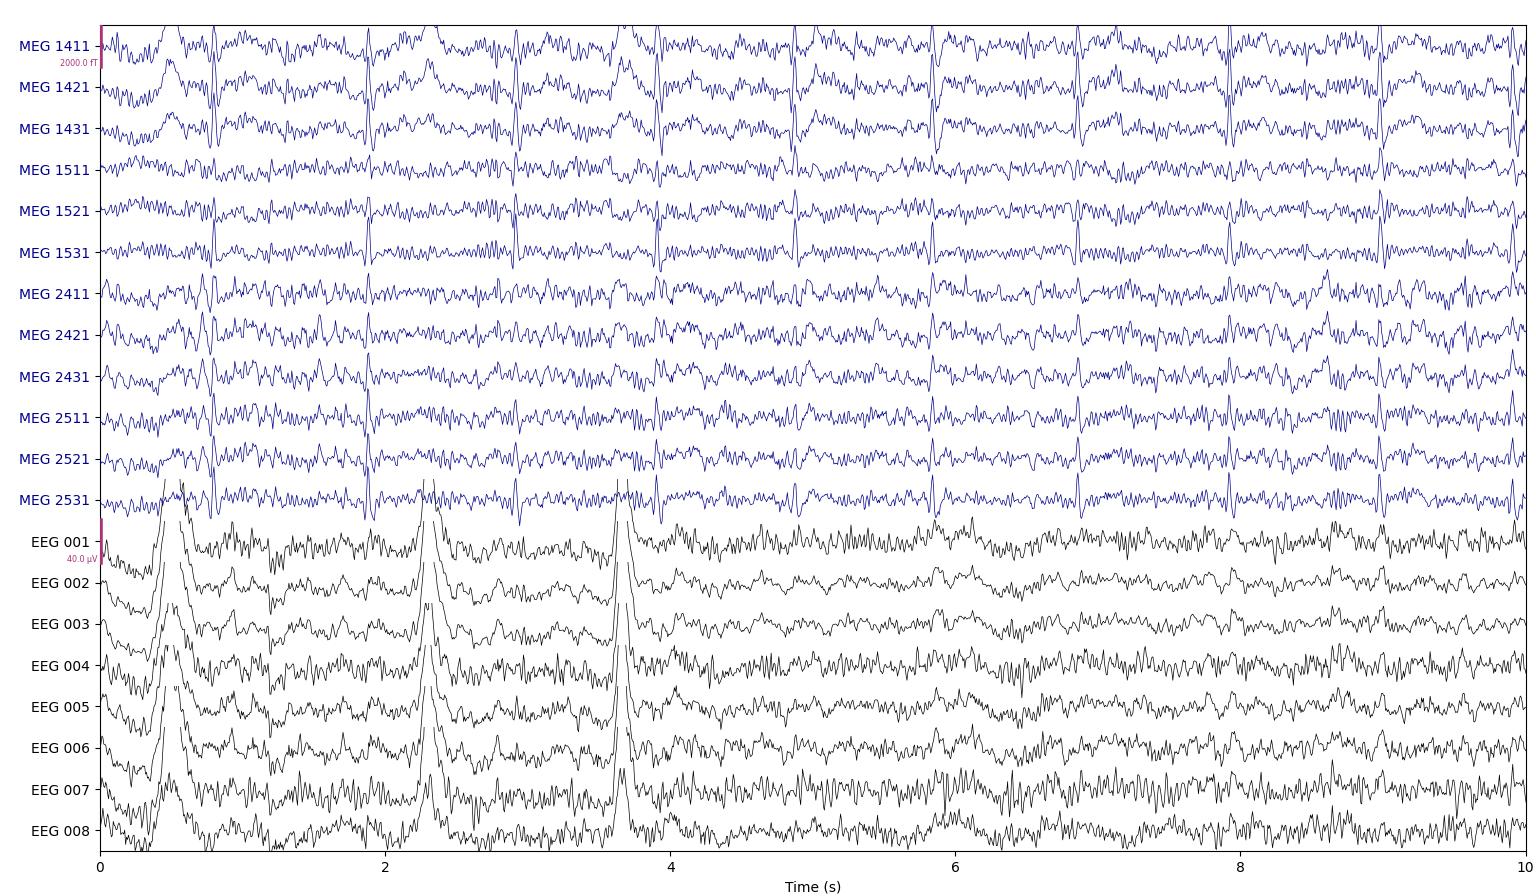 MEG 1411
2000.0 fT
MEG 1421
MEG 1431
MEG 1511
MEG 1521
MEG 1531
MEG 2411
MEG 2421
MEG 2431
MEG 2511
MEG 2521
MEG 2531
EEG 001
40.0 µV
EEG 002
EEG 003
EEG 004
EEG 005
EEG 006
EEG 007
EEG 008
0 2 4 6 8 10
Time (s)